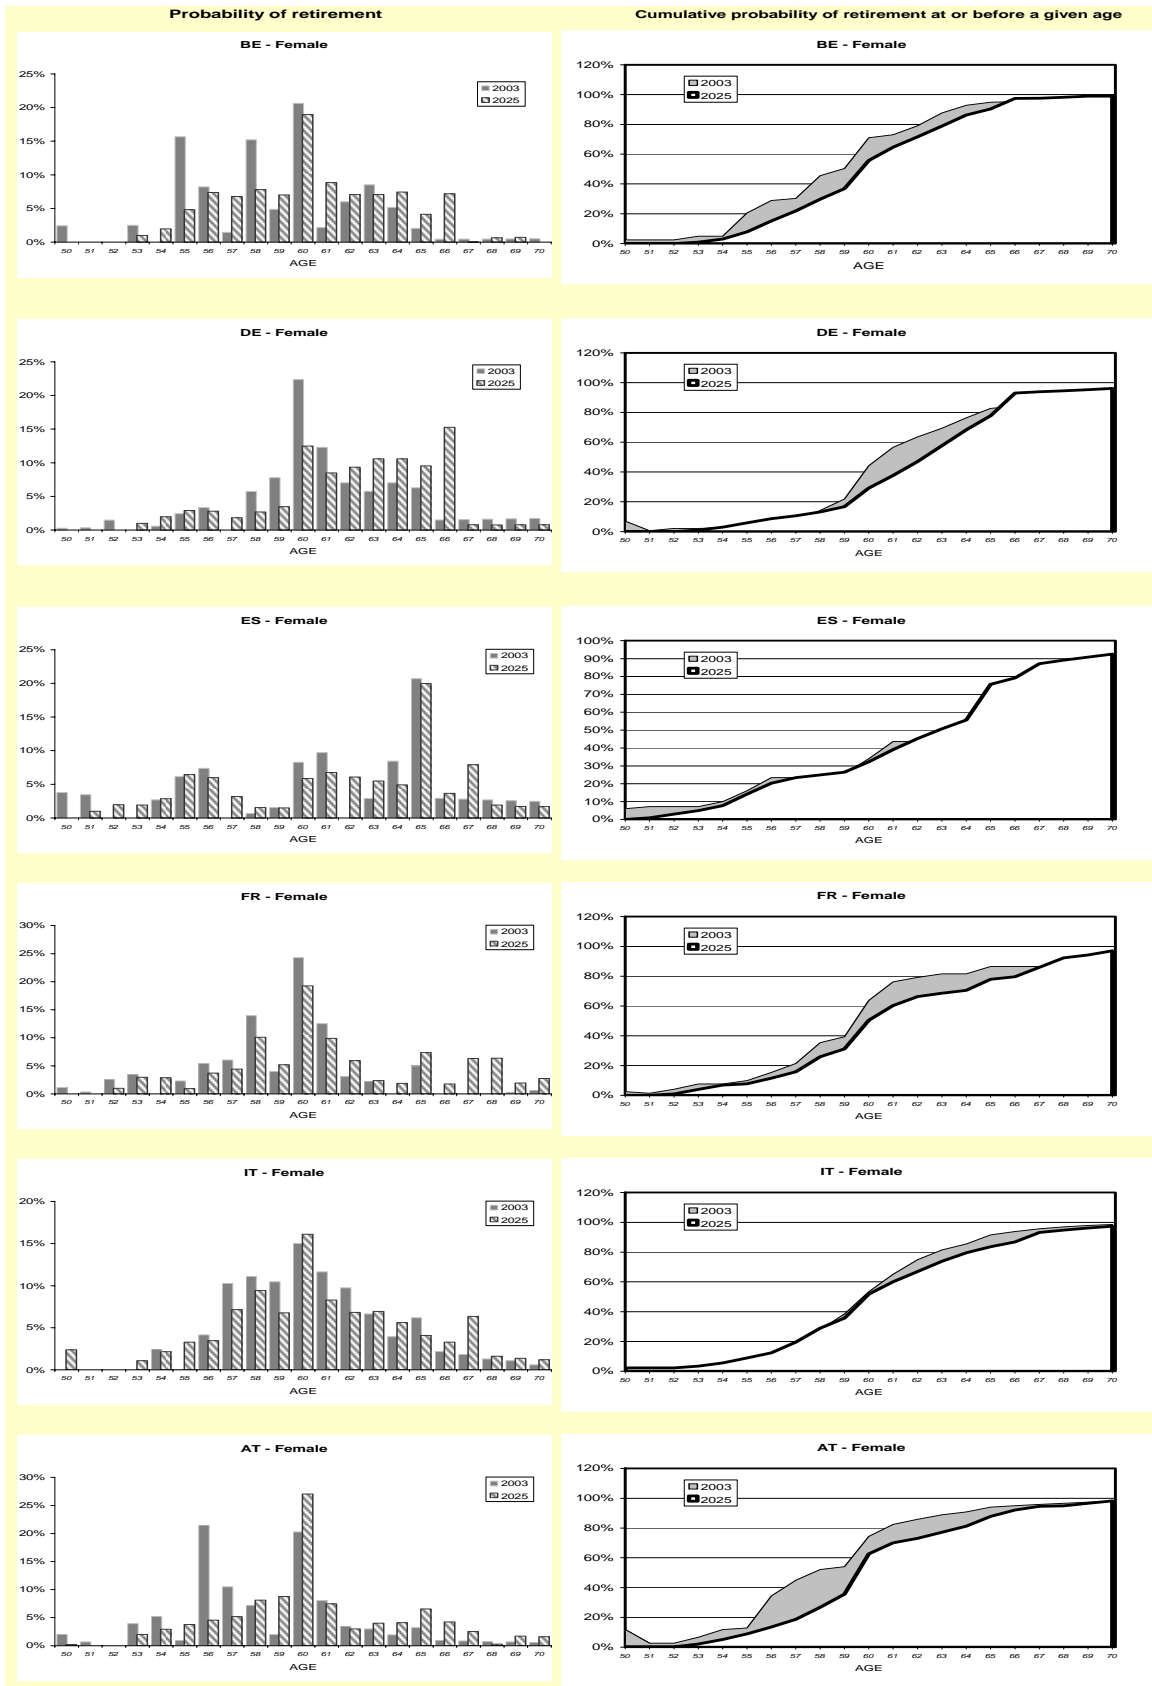 Probability of retirement
Cumulative probability of retirement at or before a given age
BE - Female
25%
20%
15%
10%
5%
0%
2003
2025
50 51 52 53 54 55 56 57 58 59 60 61 62 63 64 65 66 67 68 69 70
AGE
BE - Female
120%
100%
80%
60%
40%
20%
0%
2003
2025
50 51 52 53 54 55 56 57 58 59 60 61 62 63 64 65 66 67 68 69 70
AGE
DE - Female
25%
20%
15%
10%
5%
0%
2003
2025
50 51 52 53 54 55 56 57 58 59 60 61 62 63 64 65 66 67 68 69 70
AGE
DE - Female
120%
100%
80%
60%
40%
20%
0%
2003
2025
50 51 52 53 54 55 56 57 58 59 60 61 62 63 64 65 66 67 68 69 70
AGE
ES - Female
25%
20%
15%
10%
5%
0%
2003
2025
50 51 52 53 54 55 56 57 58 59 60 61 62 63 64 65 66 67 68 69 70
AGE
ES - Female
100%
90%
80%
70%
60%
50%
40%
30%
20%
10%
0%
2003
2025
50 51 52 53 54 55 56 57 58 59 60 61 62 63 64 65 66 67 68 69 70
AGE
FR - Female
30%
25%
20%
15%
10%
5%
0%
2003
2025
50 51 52 53 54 55 56 57 58 59 60 61 62 63 64 65 66 67 68 69 70
AGE
FR - Female
120%
100%
80%
60%
40%
20%
0%
2003
2025
50 51 52 53 54 55 56 57 58 59 60 61 62 63 64 65 66 67 68 69 70
AGE
IT - Female
20%
15%
10%
5%
0%
2003
2025
50 51 52 53 54 55 56 57 58 59 60 61 62 63 64 65 66 67 68 69 70
AGE
IT - Female
120%
100%
80%
60%
40%
20%
0%
2003
2025
50 51 52 53 54 55 56 57 58 59 60 61 62 63 64 65 66 67 68 69 70
AGE
AT - Female
30%
25%
20%
15%
10%
5%
0%
2003
2025
50 51 52 53 54 55 56 57 58 59 60 61 62 63 64 65 66 67 68 69 70
AGE
AT - Female
120%
100%
80%
60%
40%
20%
0%
2003
2025
50 51 52 53 54 55 56 57 58 59 60 61 62 63 64 65 66 67 68 69 70
AGE